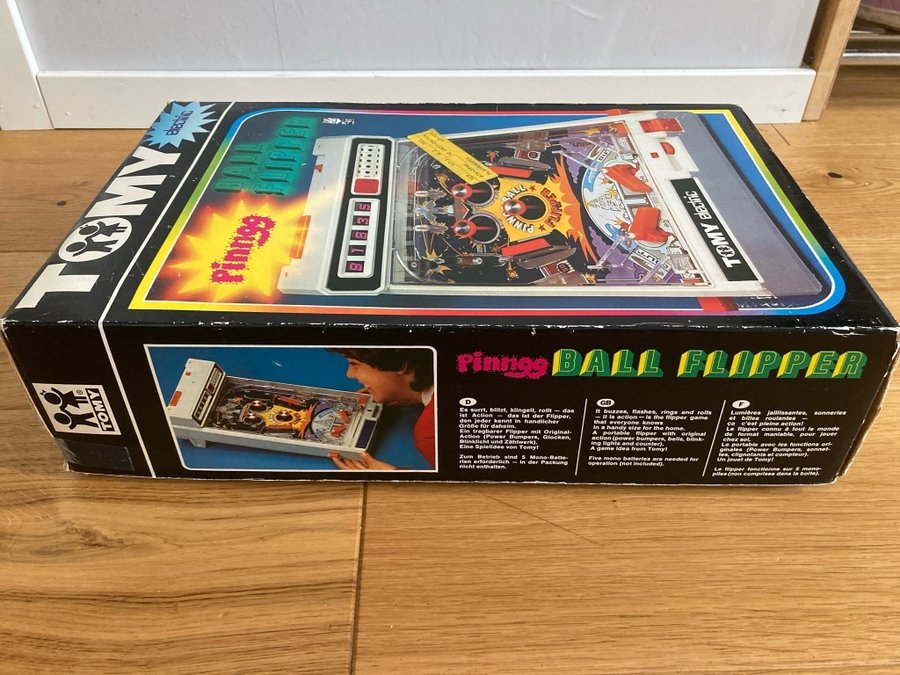 TOMY
electric
BALL
FLIPPER
Pinngg
BALL
TOMY electric
TOMY
Pinngg BALL FLIPPER
D
Es surrt, blitzt, klingelt, rollt — das
ist Action — das ist der Flipper,
den jeder kennt in handlicher
Größe für daheim.
Ein tragbarer Flipper mit Original-
Action (Power Bumpers, Glocken,
Blinklicht und Zählwerk).
Eine Spielidee von Tomy!
Zum Betrieb sind 5 Mono-Batte-
rien erforderlich — in der Packung
nicht enthalten.
GB
It buzzes, flashes, rings and rolls
— it is action — is the flipper game
that everyone knows
in a handy size for the home.
A portable flipper with original
action (power bumpers, bells, blink-
ing lights and counter).
A game idea from Tomy!
Five mono batteries are needed for
operation (not included).
F
Lumières jaillissantes, sonneries
et billes roulantes —
ça c'est pleine action!
Le flipper connu à tout le monde
de format maniable, pour jouer
chez soi.
Le portable avec les fonctions ori-
ginales (Power Bumpers, sonnet-
tes, clignotants et compteur).
Un jouet de Tomy!
Le flipper fonctionne sur 5 mono-
piles (non comprises dans la boîte).